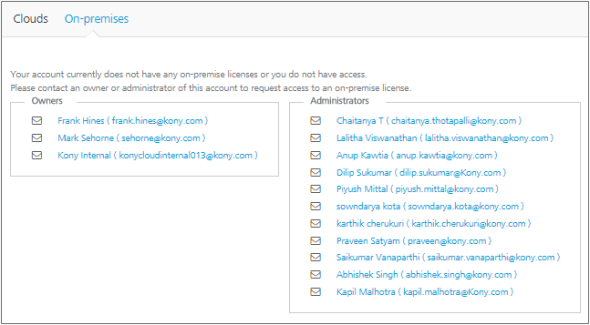 Clouds On-premises
Your account currently does not have any on-premise licenses or you do not have access.
Please contact an owner or administrator of this account to request access to an on-premise license.
Owners
Frank Hines ( frank.hines@kony.com )
Mark Sehorne ( sehorne@kony.com )
Kony Internal ( konycloudinternal013@kony.com )
Administrators
Chaitanya T ( chaitanya.thotapalli@kony.com )
Lalitha Viswanathan ( lalitha.viswanathan@kony.com )
Anup Kawtia ( anup.kawtia@kony.com )
Dilip Sukumar ( dilip.sukumar@Kony.com )
Piyush Mittal ( piyush.mittal@kony.com )
sowndarya kota ( sowndarya.kota@kony.com )
karthik cherukuri ( karthik.cherukuri@kony.com )
Praveen Satyam ( praveen@kony.com )
Saikumar Vanaparthi ( saikumar.vanaparthi@kony.com )
Abhishek Singh ( abhishek.singh@kony.com )
Kapil Malhotra ( kapil.malhotra@Kony.com )